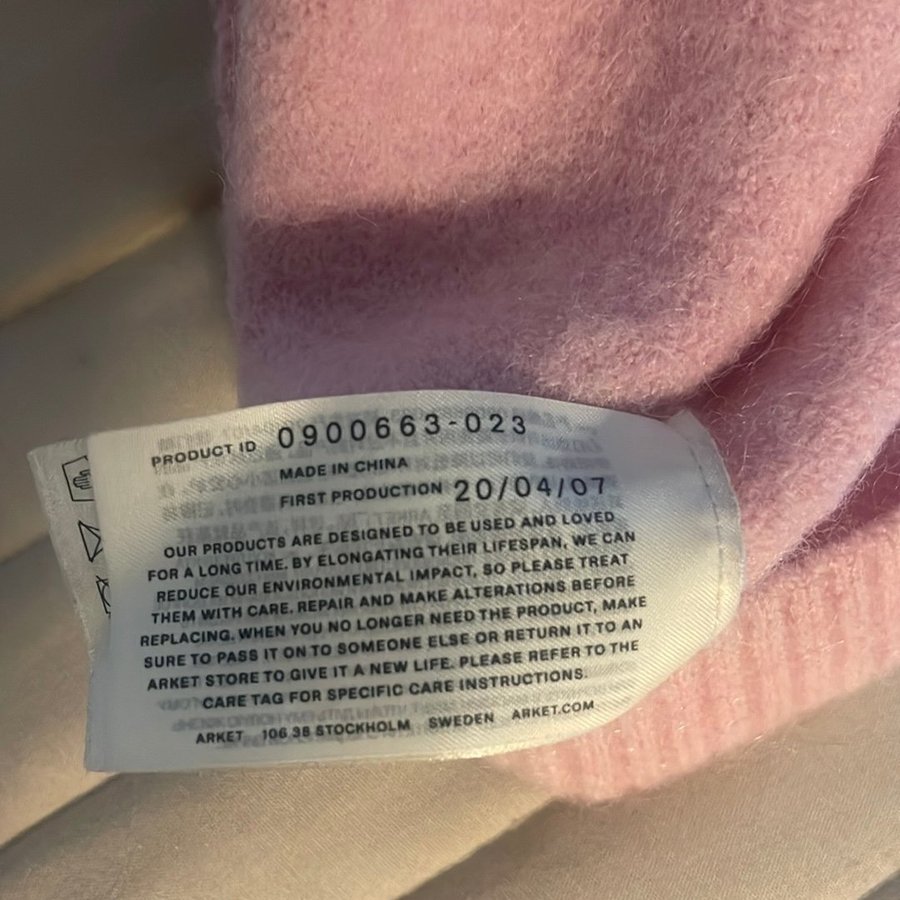 PRODUCT ID 0900663-023
MADE IN CHINA
FIRST PRODUCTION 20/04/07
OUR PRODUCTS ARE DESIGNED TO BE USED AND LOVED
FOR A LONG TIME. BY ELONGATING THEIR LIFESPAN, WE CAN
REDUCE OUR ENVIRONMENTAL IMPACT, SO PLEASE TREAT
THEM WITH CARE. REPAIR AND MAKE ALTERATIONS BEFORE
REPLACING. WHEN YOU NO LONGER NEED THE PRODUCT, MAKE
SURE TO PASS IT ON TO SOMEONE ELSE OR RETURN IT TO AN
ARKET STORE TO GIVE IT A NEW LIFE. PLEASE REFER TO THE
CARE TAG FOR SPECIFIC CARE INSTRUCTIONS.
ARKET 106 38 STOCKHOLM SWEDEN ARKET.COM